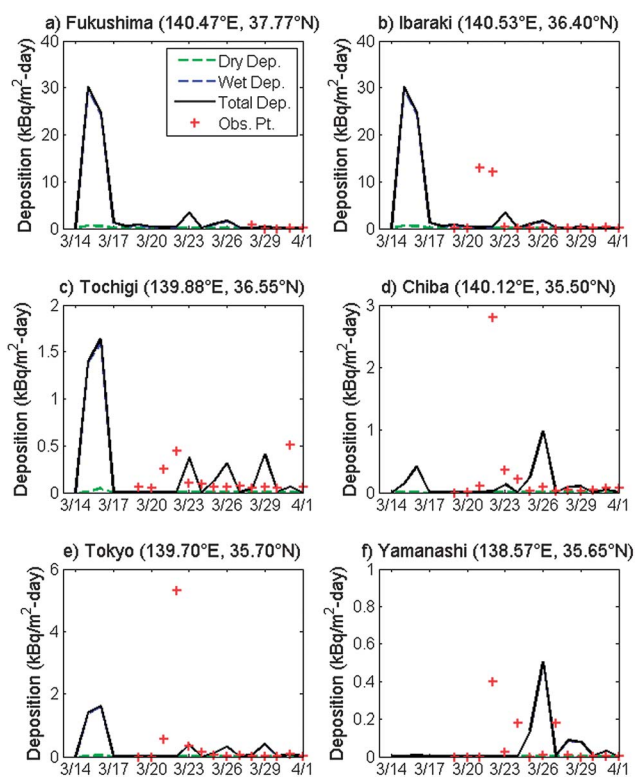 a) Fukushima (140.47°E, 37.77°N)
Deposition (kBq/m²-day)
40
30
20
10
0
3/14 3/17 3/20 3/23 3/26 3/29 4/1
Dry Dep.
Wet Dep.
Total Dep.
Obs. Pt.
b) Ibaraki (140.53°E, 36.40°N)
Deposition (kBq/m²-day)
40
30
20
10
0
3/14 3/17 3/20 3/23 3/26 3/29 4/1
c) Tochigi (139.88°E, 36.55°N)
Deposition (kBq/m²-day)
2
1.5
1
0.5
0
3/14 3/17 3/20 3/23 3/26 3/29 4/1
d) Chiba (140.12°E, 35.50°N)
Deposition (kBq/m²-day)
3
2
1
0
3/14 3/17 3/20 3/23 3/26 3/29 4/1
e) Tokyo (139.70°E, 35.70°N)
Deposition (kBq/m²-day)
6
4
2
0
3/14 3/17 3/20 3/23 3/26 3/29 4/1
f) Yamanashi (138.57°E, 35.65°N)
Deposition (kBq/m²-day)
1
0.8
0.6
0.4
0.2
0
3/14 3/17 3/20 3/23 3/26 3/29 4/1